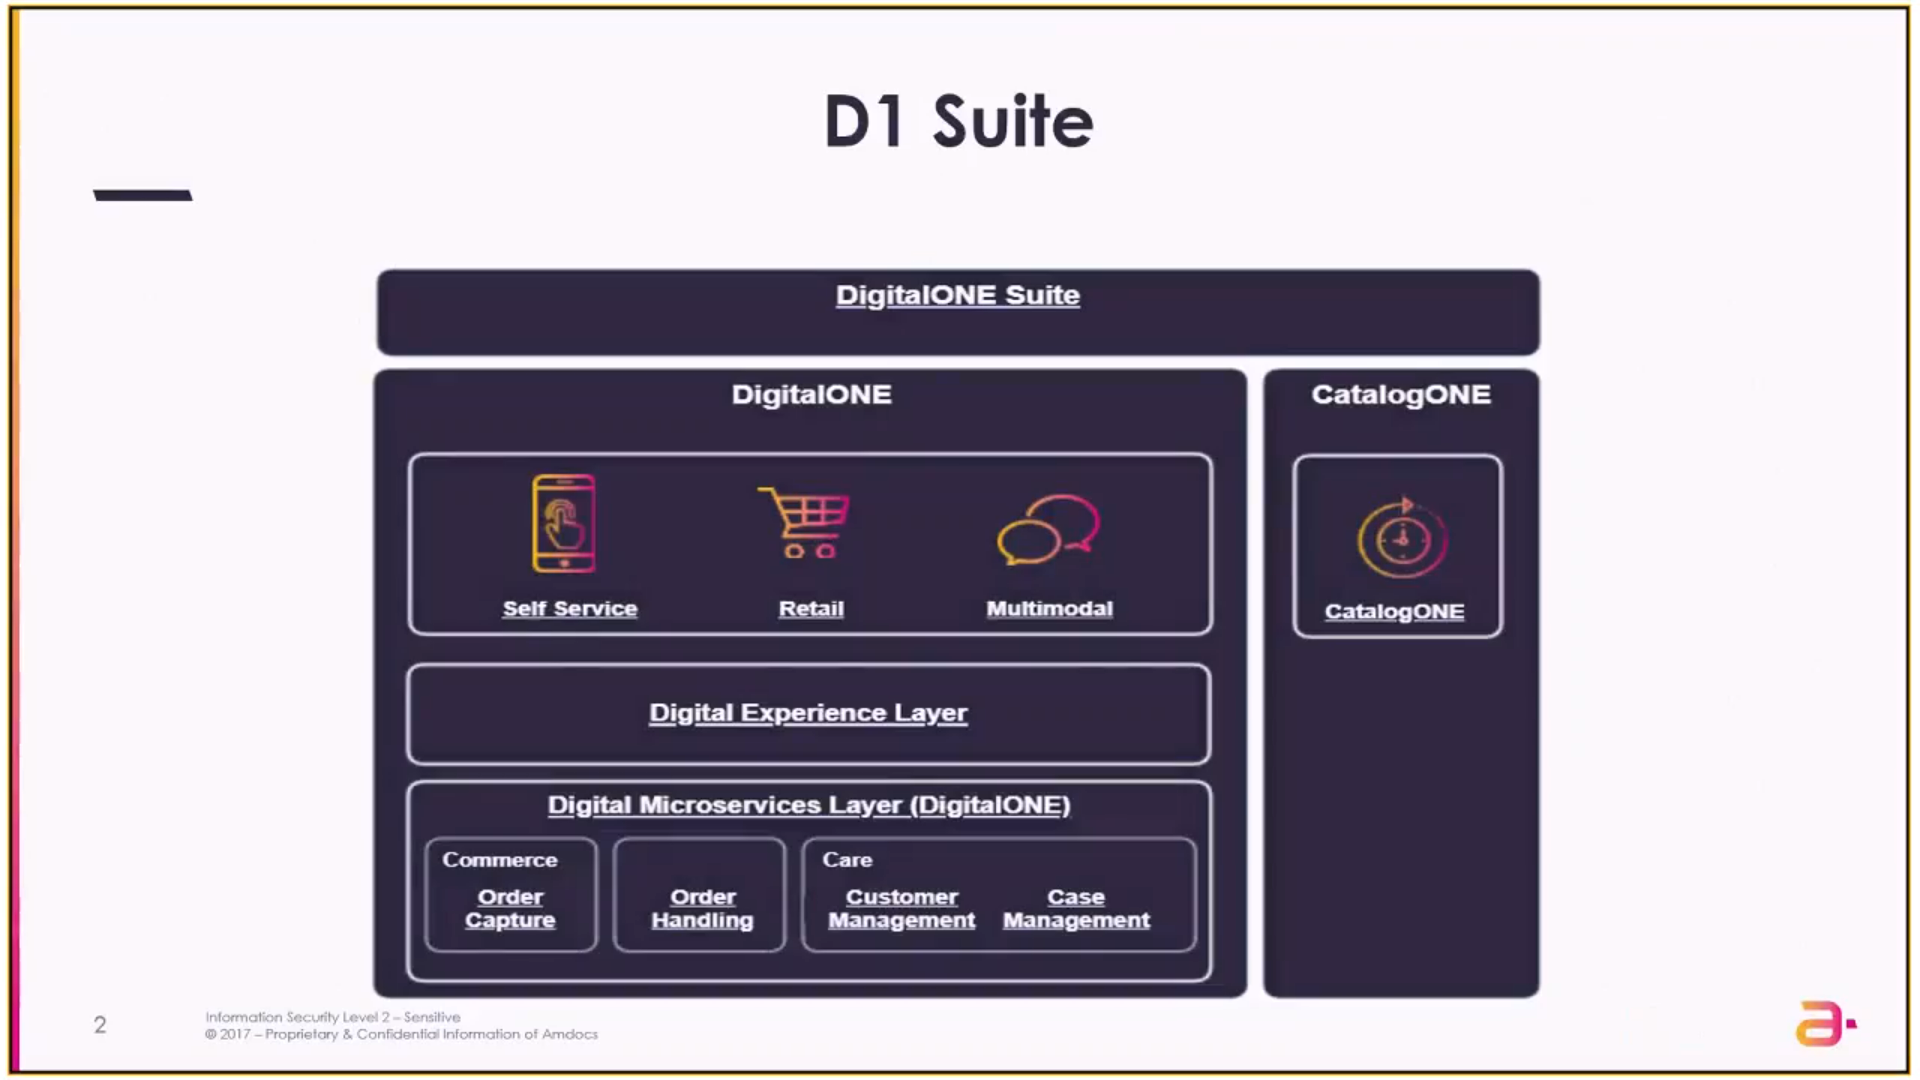 D1 Suite
DigitalONE Suite
DigitalONE
CatalogONE
Self Service
Retail
Multimodal
CatalogONE
Digital Experience Layer
Digital Microservices Layer (DigitalONE)
Commerce
Order
Capture
Order
Handling
Care
Customer
Management
Case
Management
2
Information Security Level 2 – Sensitive
© 2017 – Proprietary & Confidential Information of Amdocs
a